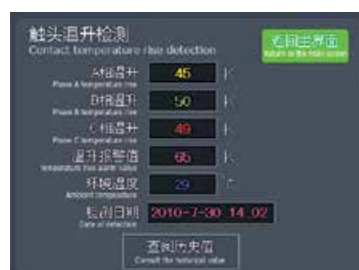 触头温升检测
Contact temperature rise detection
返回主界面
Return to the main screen
A相温升 45 K
Phase A temperature rise
B相温升 50 K
Phase B temperature rise
C相温升 49 K
Phase C temperature rise
温升报警值 65 K
temperature rise alarm value
环境温度 29 ℃
Ambient temperature
检测日期 2010-7-30 14 02
Date of detection
查询历史值
Consult the historical value